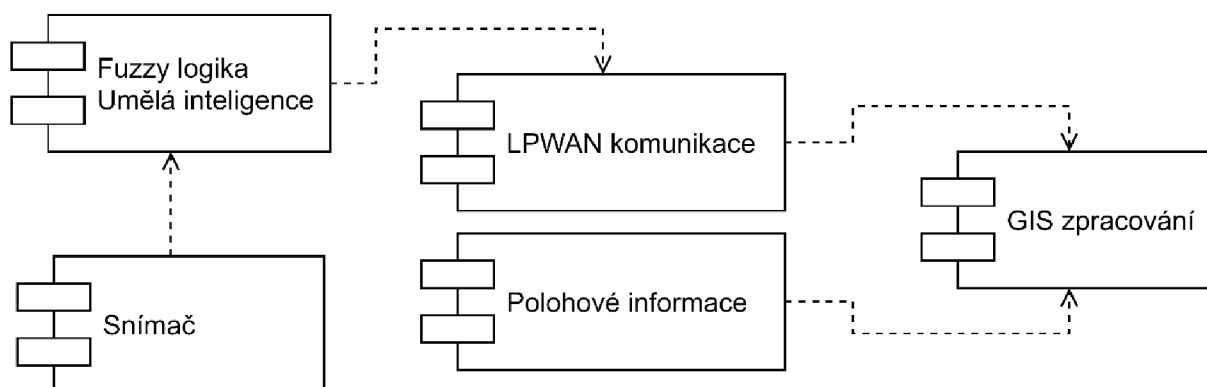 Fuzzy logika
Umělá inteligence
LPWAN komunikace
GIS zpracování
Polohové informace
Snímač